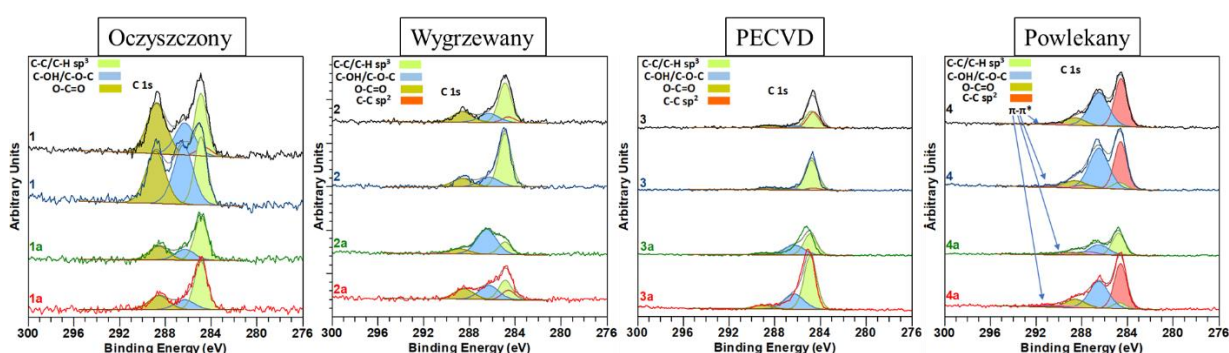 Oczyszczony
C-C/C-H sp³
C-OH/C-O-C
O-C=O
C 1s
1
1
1a
1a
Arbitrary Units
300 296 292 288 284 280 276
Binding Energy (eV)
Wygrzewany
C-C/C-H sp³
C-OH/C-O-C
O-C=O
C-C sp²
C 1s
2
2
2a
2a
Arbitrary Units
300 296 292 288 284 280 276
Binding Energy (eV)
PECVD
C-C/C-H sp³
C-OH/C-O-C
O-C=O
C-C sp²
C 1s
3
3
3a
3a
Arbitrary Units
300 296 292 288 284 280 276
Binding Energy (eV)
Powlekany
C-C/C-H sp³
C-OH/C-O-C
O-C=O
C-C sp²
C 1s
π-π*
4
4
4a
4a
Arbitrary Units
300 296 292 288 284 280 276
Binding Energy (eV)